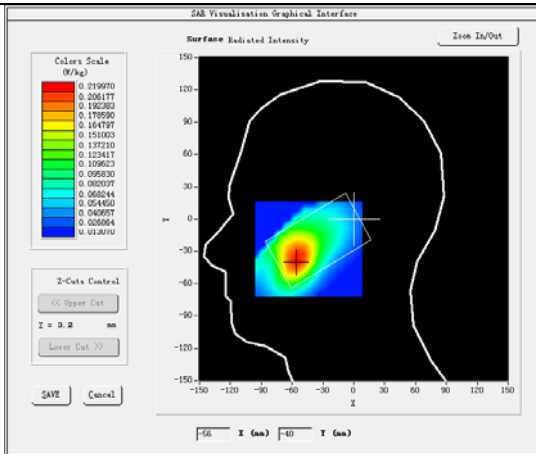 SAR Visualisation Graphical Interface
Surface Radiated Intensity
Zoom In/Out
Colors Scale
(W/kg)
0.219970
0.206177
0.192383
0.178590
0.164797
0.151003
0.137210
0.123417
0.109623
0.095830
0.082037
0.068244
0.054450
0.040657
0.026864
0.013070
Z-Cuts Control
<< Upper Cut
Z = 3.2 mm
Lower Cut >>
SAVE
Cancel
150
120
90
60
30
0
-30
-60
-90
-120
-150
Y
-150
-120
-90
-60
-30
0
30
60
90
120
150
X
-56 X (mm) -40 Y (mm)